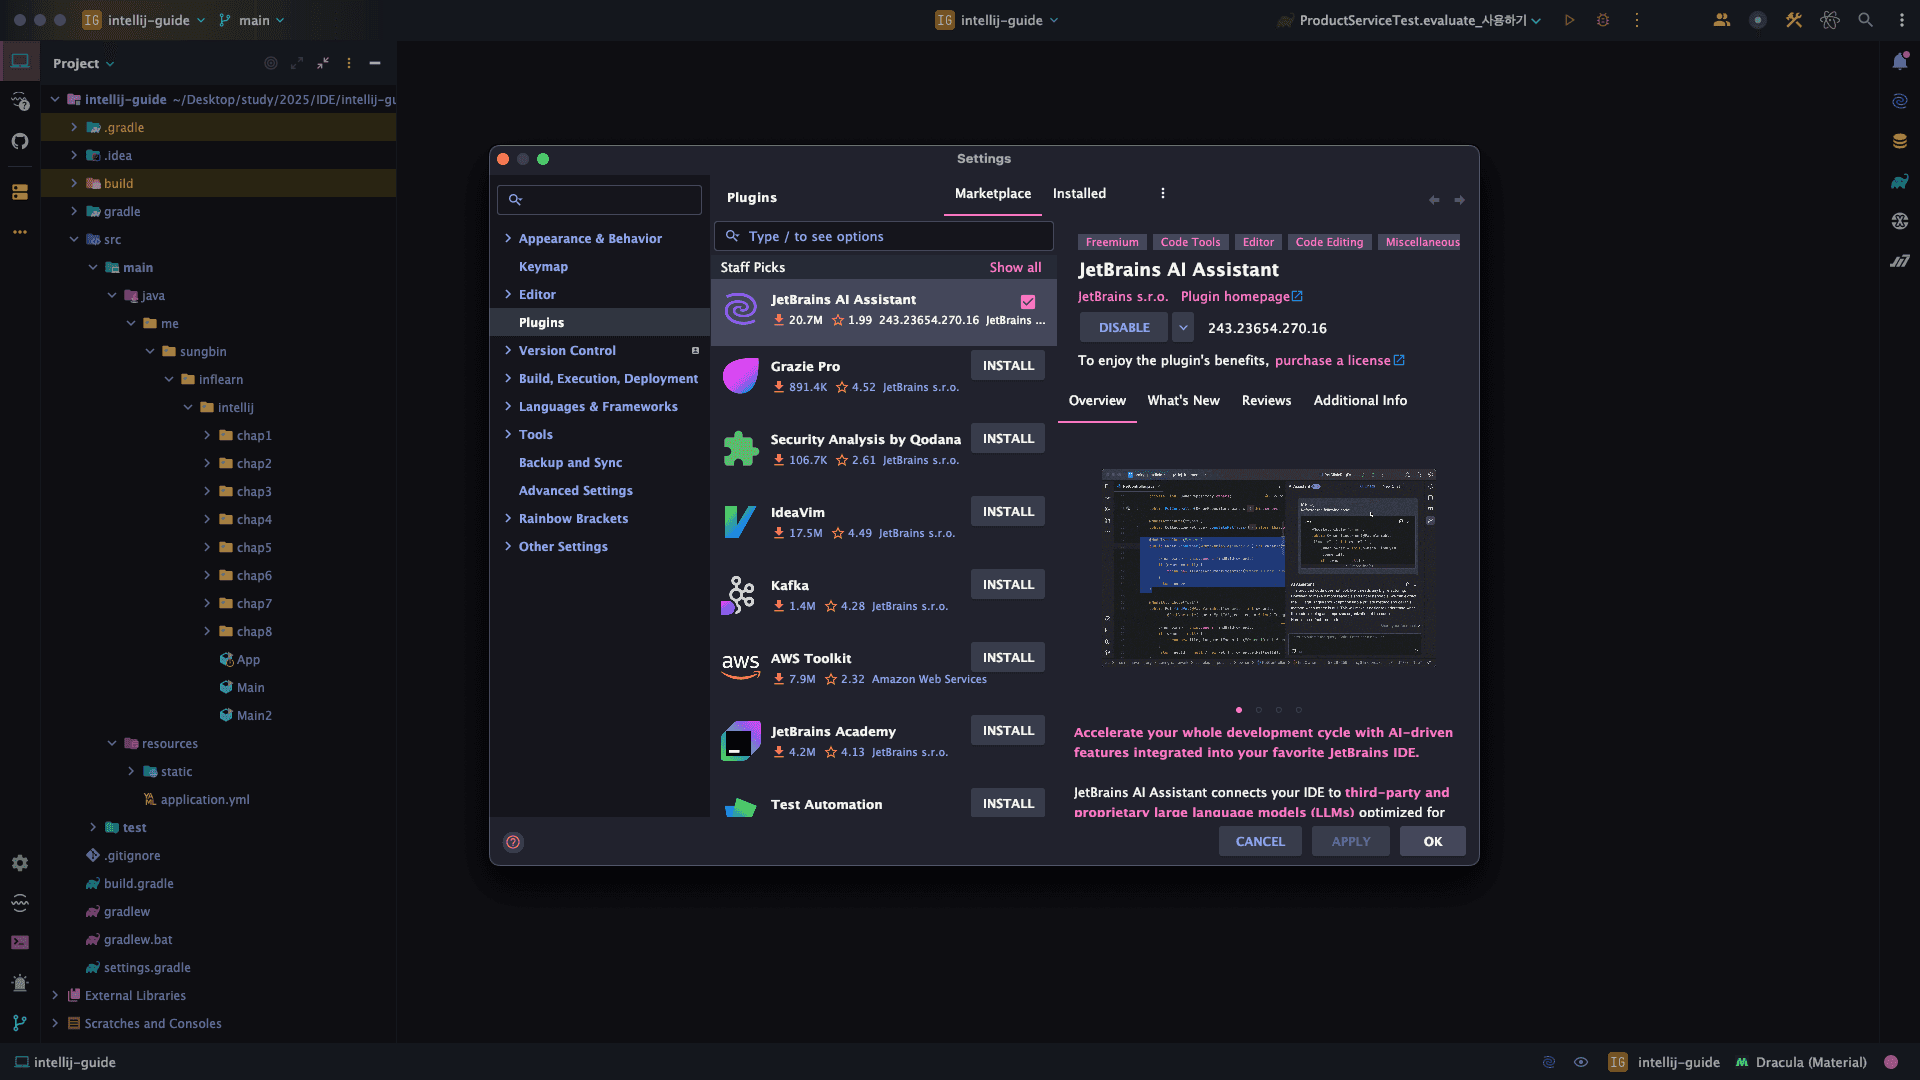 IG intellij-guide
main
IG intellij-guide
ProductServiceTest.evaluate_사용하기
Project
intellij-guide ~/Desktop/study/2025/IDE/intellij-gu
.gradle
.idea
build
gradle
src
main
java
me
sungbin
inflearn
intellij
chap1
chap2
chap3
chap4
chap5
chap6
chap7
chap8
App
Main
Main2
resources
static
application.yml
test
.gitignore
build.gradle
gradlew
gradlew.bat
settings.gradle
External Libraries
Scratches and Consoles
Settings
Appearance & Behavior
Keymap
Editor
Plugins
Version Control
Build, Execution, Deployment
Languages & Frameworks
Tools
Backup and Sync
Advanced Settings
Rainbow Brackets
Other Settings
Plugins
Marketplace
Installed
Type / to see options
Staff Picks
Show all
JetBrains AI Assistant
20.7M 1.99 243.23654.270.16 JetBrains ...
Grazie Pro
INSTALL
891.4K 4.52 JetBrains s.r.o.
Security Analysis by Qodana
INSTALL
106.7K 2.61 JetBrains s.r.o.
IdeaVim
INSTALL
17.5M 4.49 JetBrains s.r.o.
Kafka
INSTALL
1.4M 4.28 JetBrains s.r.o.
aws
AWS Toolkit
INSTALL
7.9M 2.32 Amazon Web Services
JetBrains Academy
INSTALL
4.2M 4.13 JetBrains s.r.o.
Test Automation
INSTALL
Freemium Code Tools Editor Code Editing Miscellaneous
JetBrains AI Assistant
JetBrains s.r.o. Plugin homepage
DISABLE
243.23654.270.16
To enjoy the plugin's benefits, purchase a license
Overview
What's New
Reviews
Additional Info
Accelerate your whole development cycle with AI-driven
features integrated into your favorite JetBrains IDE.
JetBrains AI Assistant connects your IDE to third-party and
proprietary large language models (LLMs) optimized for
CANCEL
APPLY
OK
intellij-guide
IG intellij-guide
Dracula (Material)